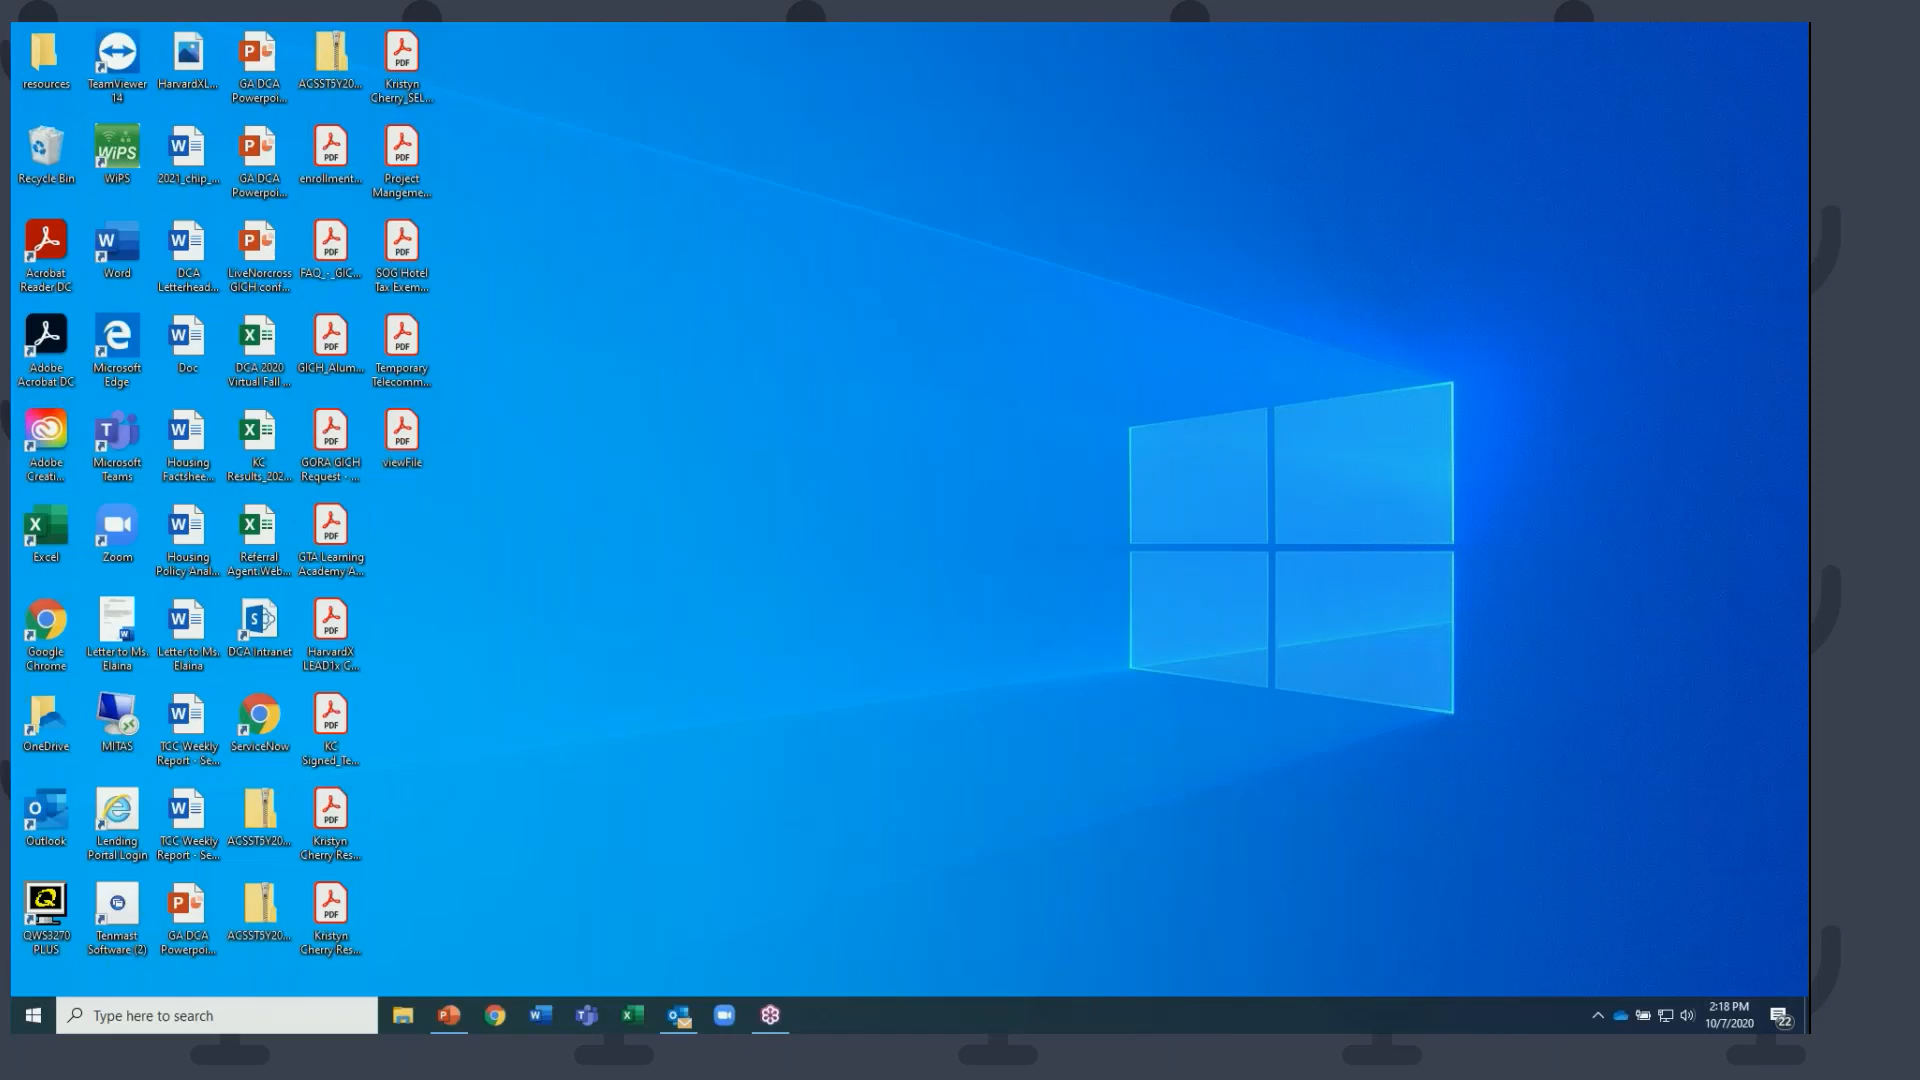 resources
TeamViewer
14
HarvardXL...
GA DCA
Powerpoi...
ACSST5Y20...
Kristyn
Cherry_SEL...
Recycle Bin
WiPS
WiPS
2021_chip_...
GA DCA
Powerpoi...
enrollment...
Project
Mangeme...
Acrobat
Reader DC
Word
DCA
Letterhead...
LiveNorcross
GICH conf...
FAQ_-_GIC...
SOG Hotel
Tax Exem...
Adobe
Acrobat DC
Microsoft
Edge
Doc
DCA 2020
Virtual Fall ...
GICH_Alum...
Temporary
Telecomm...
Adobe
Creati...
Microsoft
Teams
Housing
Factshee...
KC
Results_202...
GORA GICH
Request - ...
viewFile
Excel
Zoom
Housing
Policy Anal...
Referral
Agent Web...
GTA Learning
Academy A...
Google
Chrome
Letter to Ms.
Elaina
Letter to Ms.
Elaina
DCA Intranet
HarvardX
LEAD1x C...
OneDrive
MITAS
TCC Weekly
Report - Se...
ServiceNow
KC
Signed_Te...
Outlook
Lending
Portal Login
TCC Weekly
Report - Se...
ACSST5Y20...
Kristyn
Cherry Res...
QWS3270
PLUS
Tenmast
Software (2)
GA DCA
Powerpoi...
ACSST5Y20...
Kristyn
Cherry Res...
Type here to search
2:18 PM
10/7/2020
22